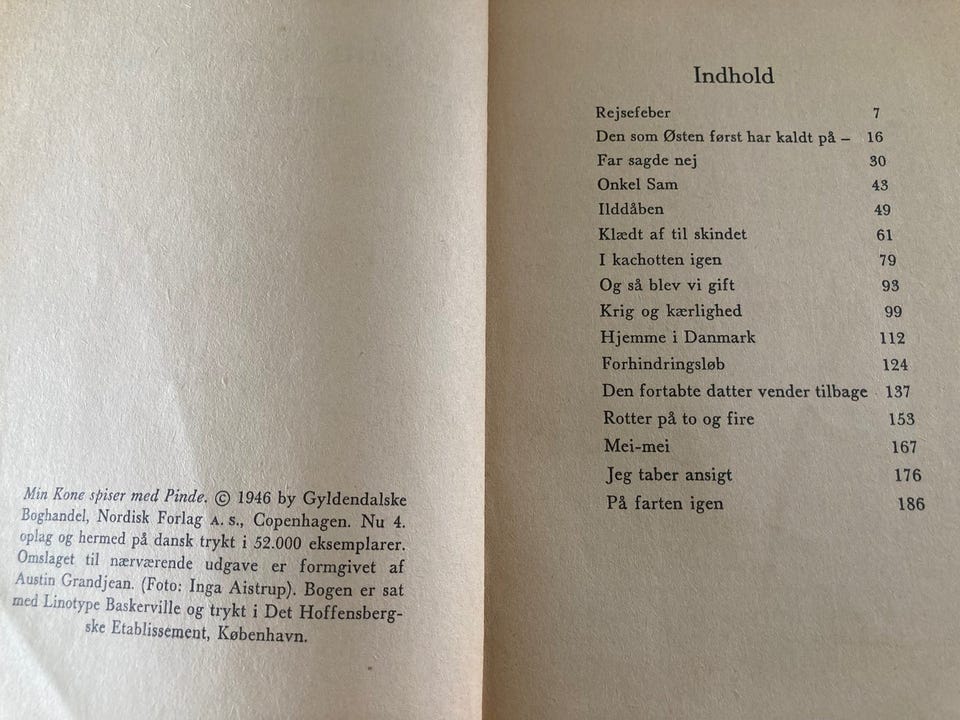 Min Kone spiser med Pinde. © 1946 by Gyldendalske
Boghandel, Nordisk Forlag A. S., Copenhagen. Nu 4.
oplag og hermed på dansk trykt i 52.000 eksemplarer.
Omslaget til nærværende udgave er formgivet af
Austin Grandjean. (Foto: Inga Aistrup). Bogen er sat
med Linotype Baskerville og trykt i Det Hoffensberg-
ske Etablissement, København.
Indhold
Rejsefeber 7
Den som Østen først har kaldt på – 16
Far sagde nej 30
Onkel Sam 43
Ilddåben 49
Klædt af til skindet 61
I kachotten igen 79
Og så blev vi gift 93
Krig og kærlighed 99
Hjemme i Danmark 112
Forhindringsløb 124
Den fortabte datter vender tilbage 137
Rotter på to og fire 153
Mei-mei 167
Jeg taber ansigt 176
På farten igen 186